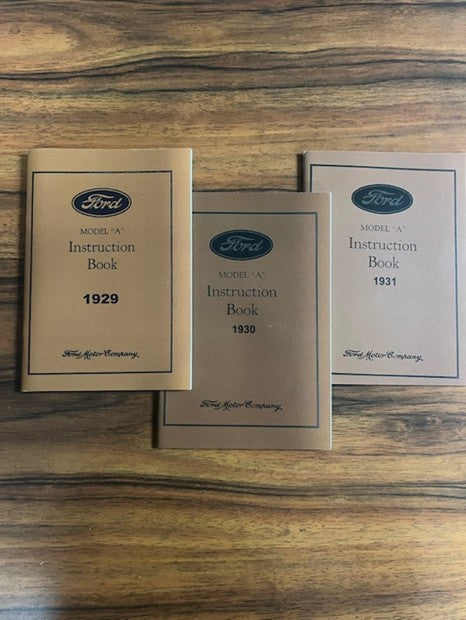 Ford
MODEL "A"
Instruction
Book
1929
Ford Motor Company
Ford
MODEL "A"
Instruction
Book
1930
Ford Motor Company
Ford
MODEL "A"
Instruction
Book
1931
Ford Motor Company